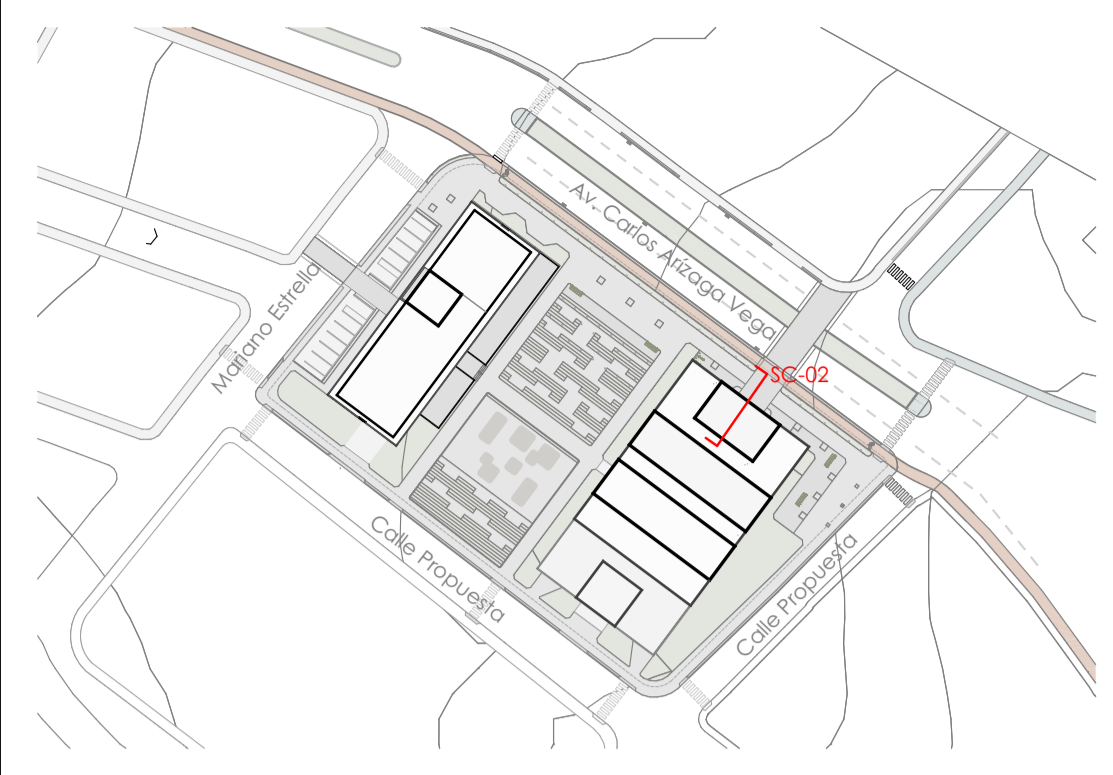 Av. Carlos Arízaga Vega
Mariano Estrella
SC-02
Calle Propuesta
Calle Propuesta